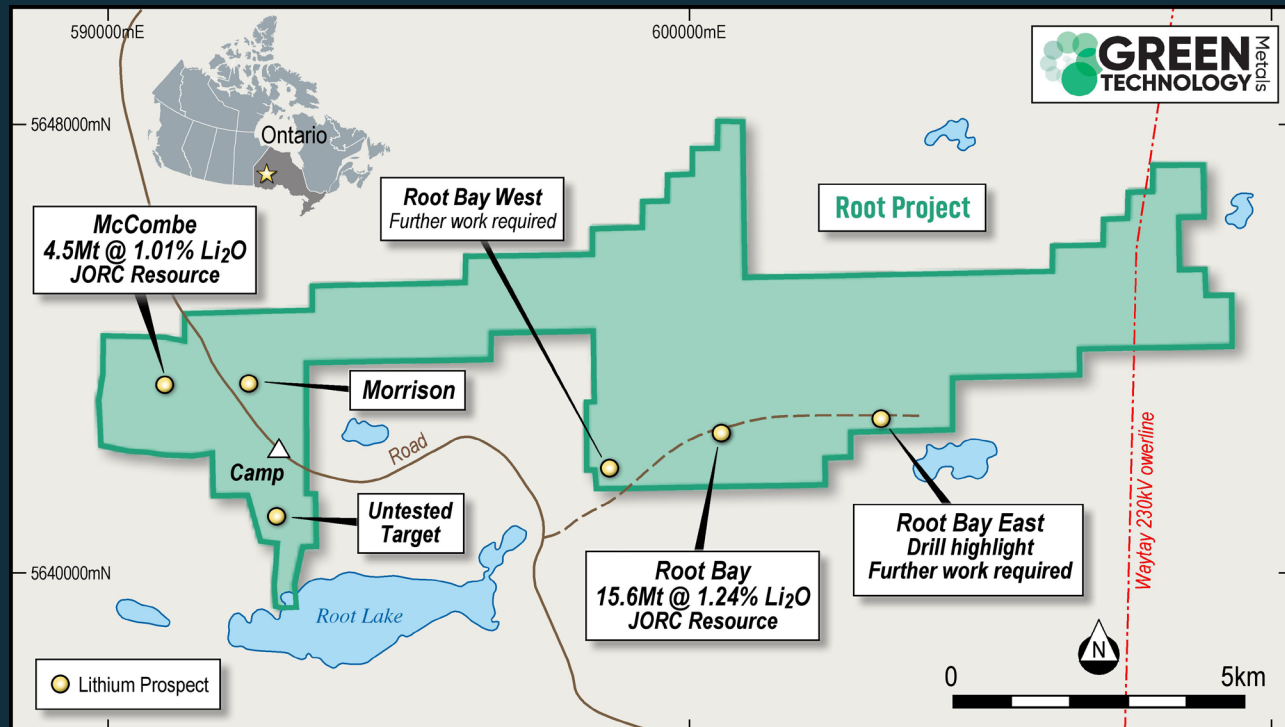 590000mE
600000mE
GREEN
TECHNOLOGY
Metals
5648000mN
Ontario
Root Bay West
Further work required
Root Project
McCombe
4.5Mt @ 1.01% Li₂O
JORC Resource
Morrison
Road
Camp
Untested
Target
Waytay 230kV owerline
Root Bay East
Drill highlight
Further work required
Root Bay
15.6Mt @ 1.24% Li₂O
JORC Resource
5640000mN
Root Lake
Lithium Prospect
N
0
5km